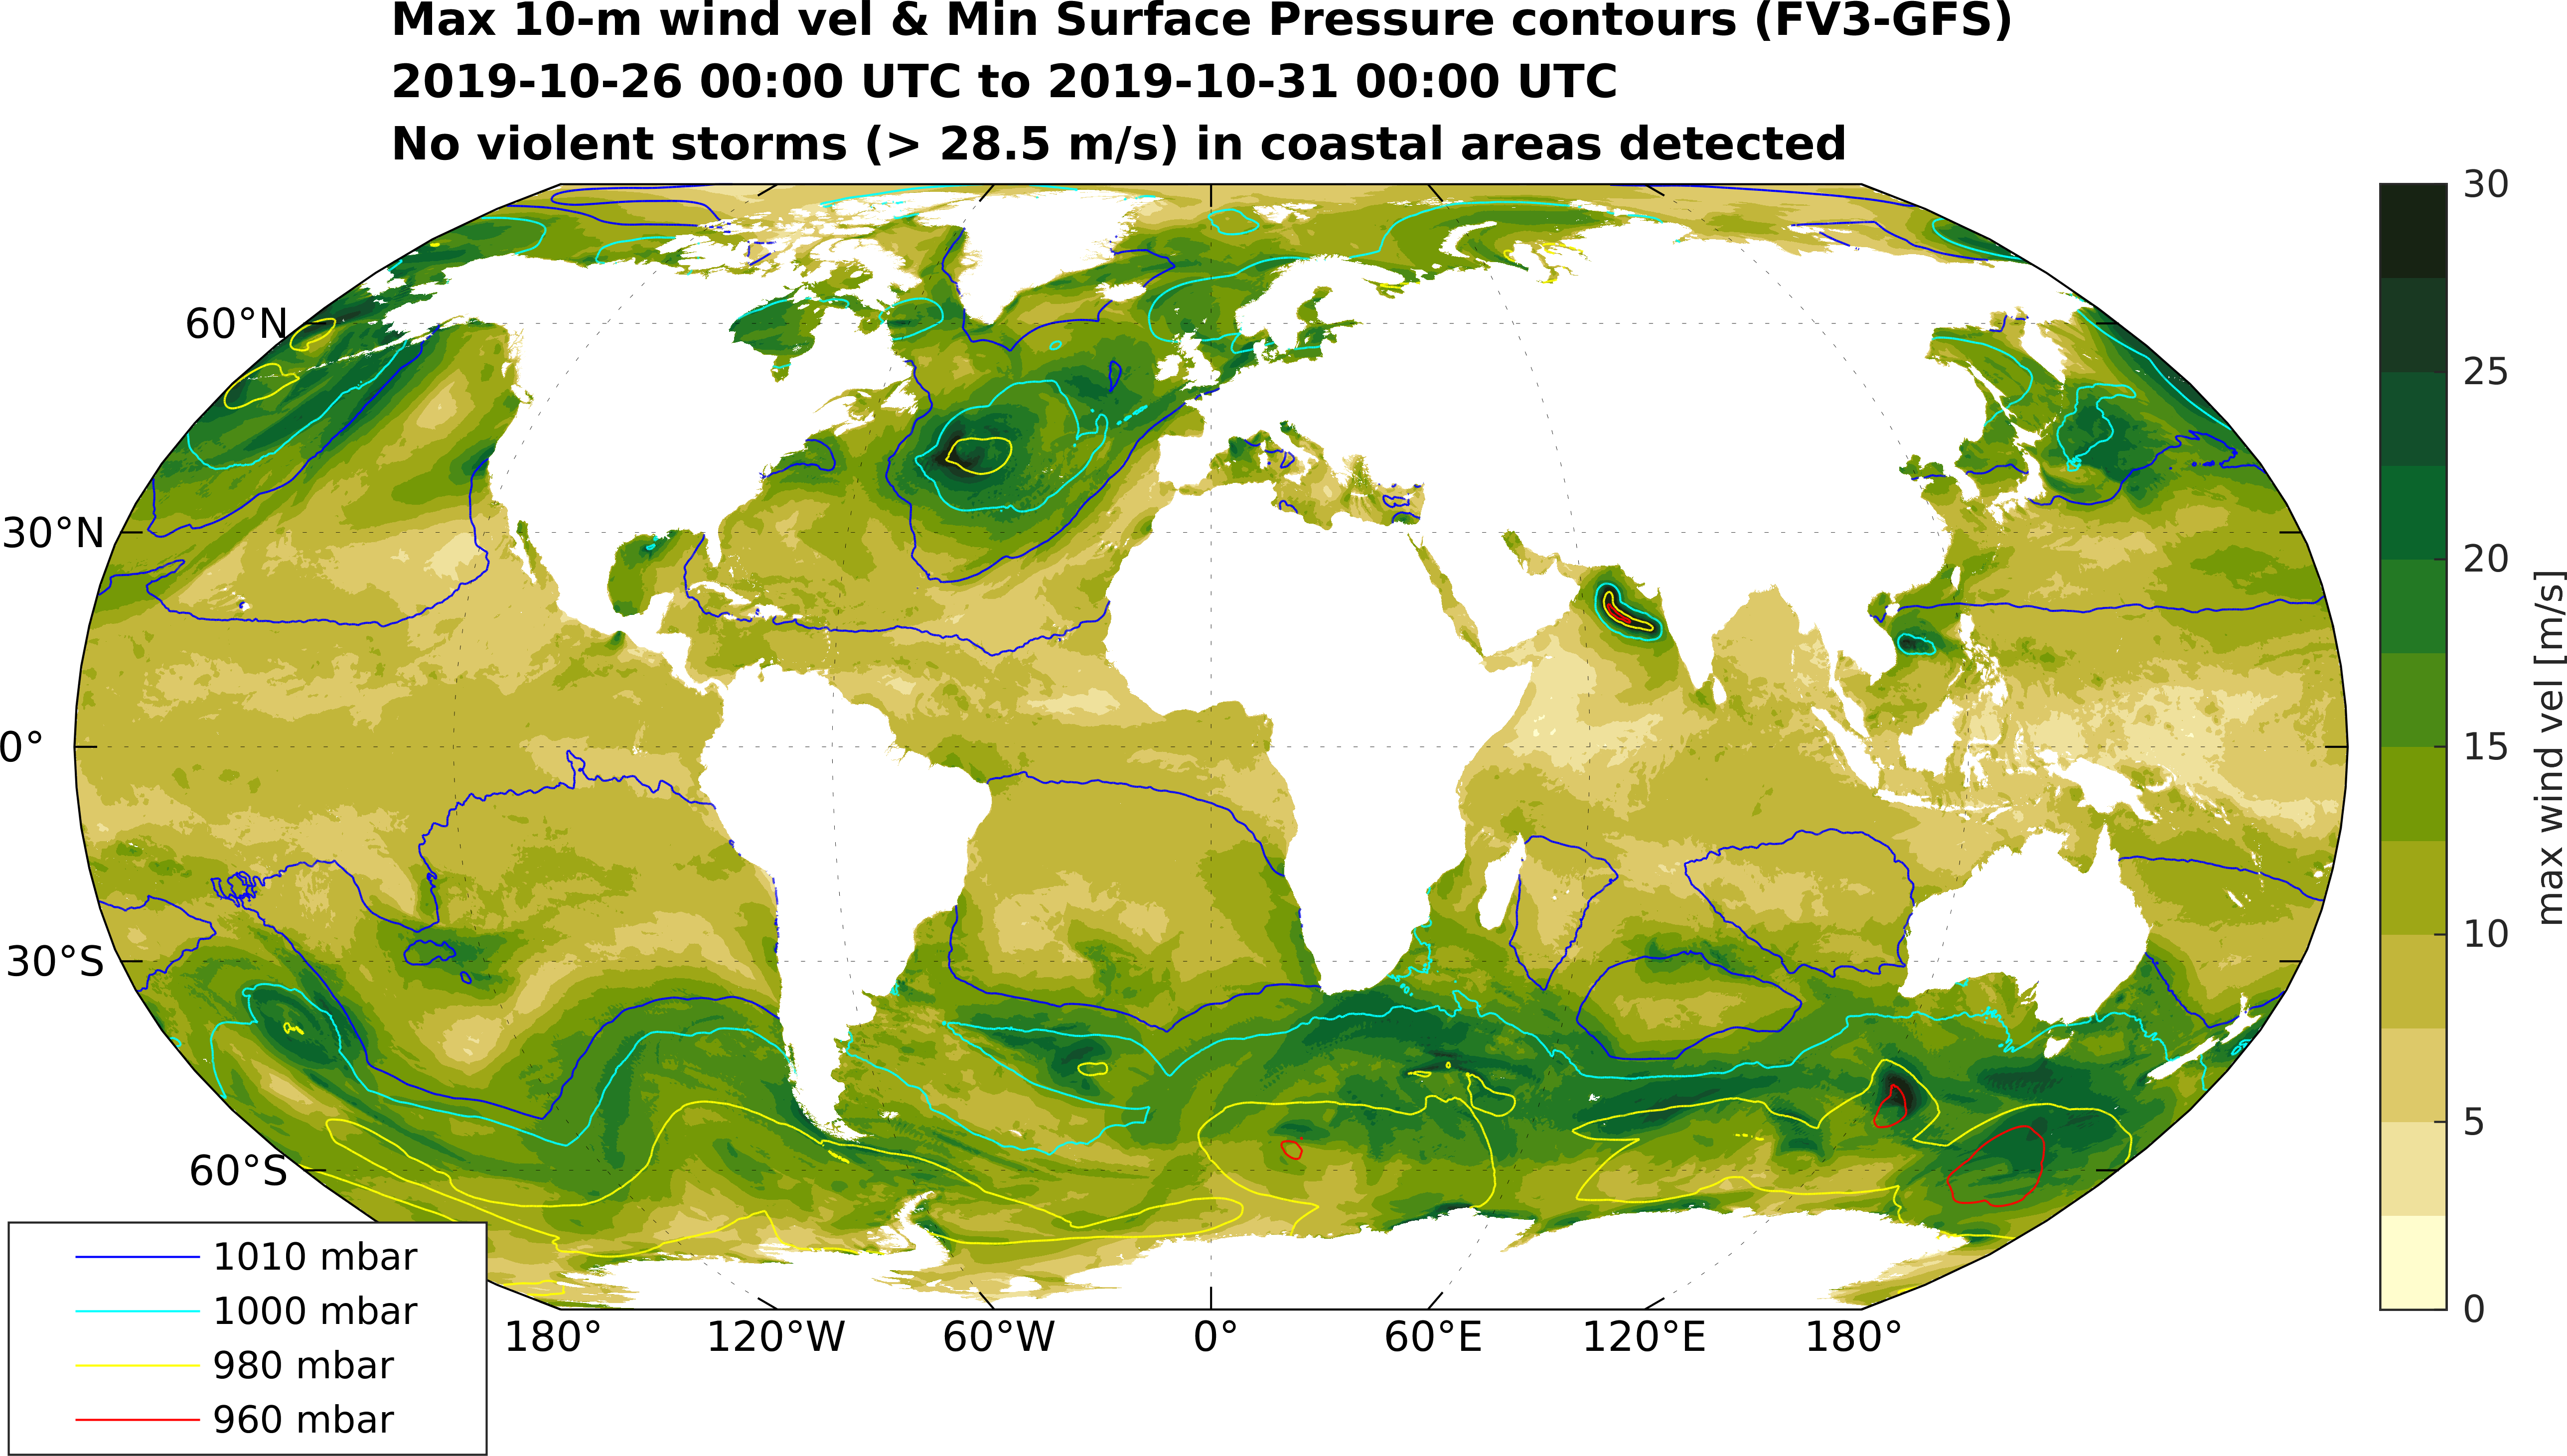 Max 10-m wind vel & Min Surface Pressure contours (FV3-GFS)
2019-10-26 00:00 UTC to 2019-10-31 00:00 UTC
No violent storms (> 28.5 m/s) in coastal areas detected
60°N
30°N
0°
30°S
60°S
180°
120°W
60°W
0°
60°E
120°E
180°
1010 mbar
1000 mbar
980 mbar
960 mbar
30
25
20
15
10
5
0
max wind vel [m/s]